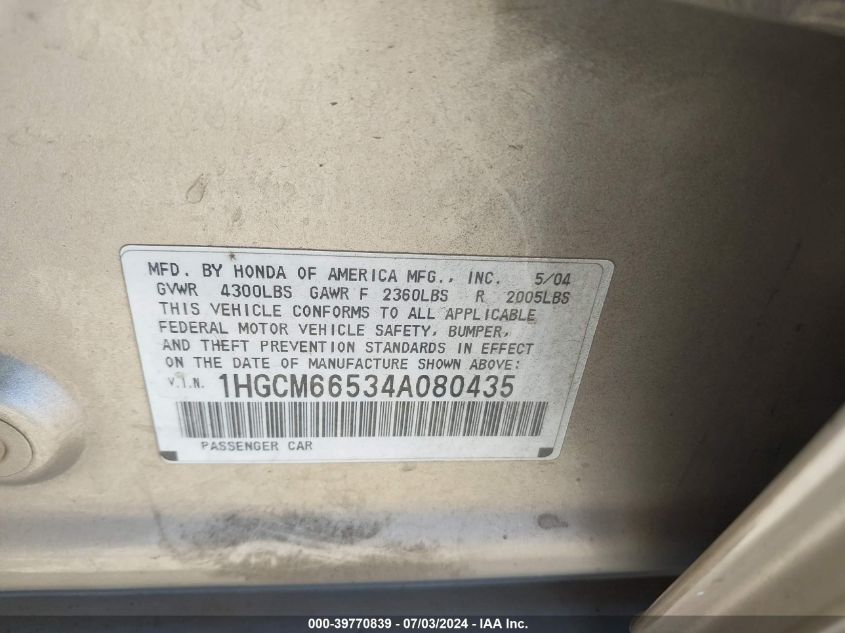 MFD. BY HONDA OF AMERICA MFG., INC. 5/04
GVWR 4300LBS GAWR F 2360LBS R 2005LBS
THIS VEHICLE CONFORMS TO ALL APPLICABLE
FEDERAL MOTOR VEHICLE SAFETY, BUMPER,
AND THEFT PREVENTION STANDARDS IN EFFECT
ON THE DATE OF MANUFACTURE SHOWN ABOVE:
V.I.N. 1HGCM66534A080435
PASSENGER CAR
000-39770839 / 07/03/2024 - IAA Inc.